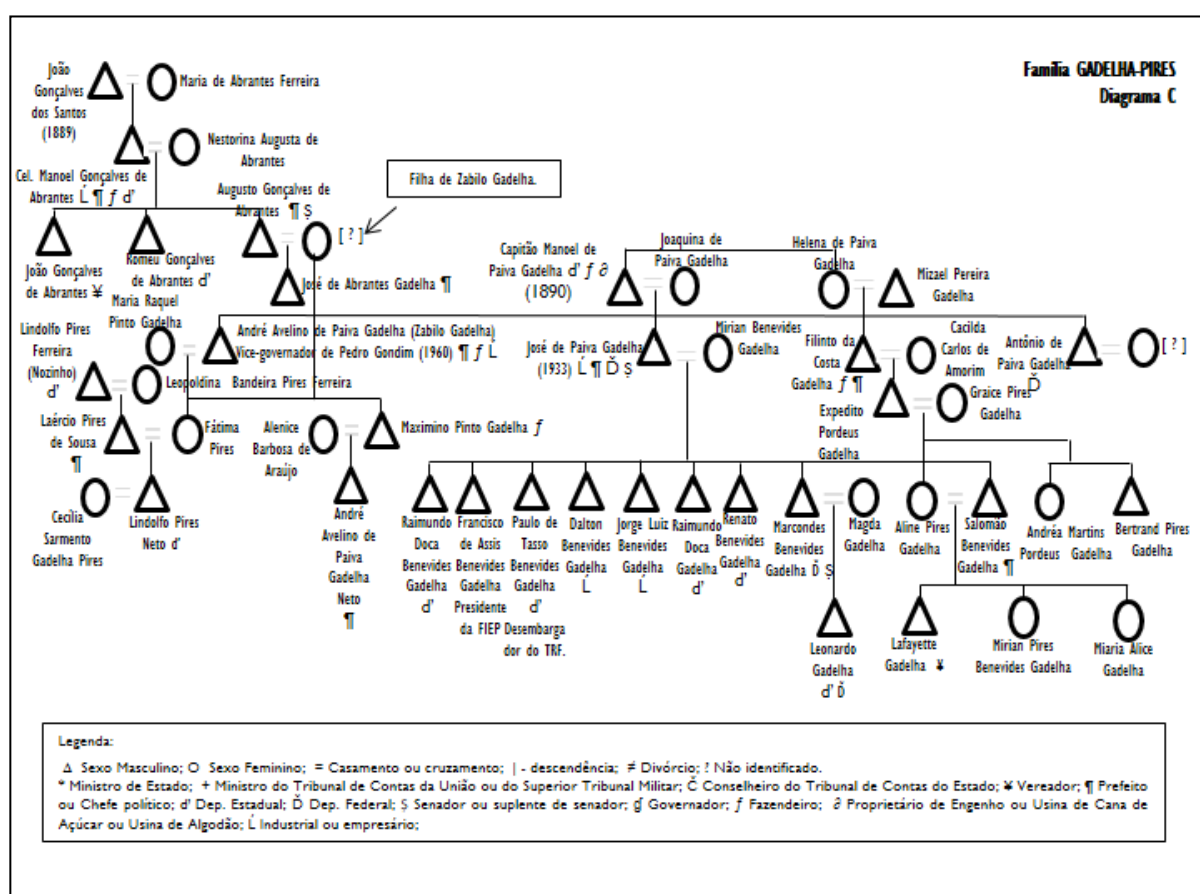 Família GADELHA-PIRES
Diagrama C
João
Gonçalves
dos Santos
(1889)
=
Maria de Abrantes Ferreira
=
Nestorina Augusta de
Abrantes
Cel. Manoel Gonçalves de
Abrantes Ĺ ¶ ƒ ď
Augusto Gonçalves de
Abrantes ¶ Ș
Filha de Zabilo Gadelha.
=
[ ? ]
João Gonçalves
de Abrantes ¥
Romeu Gonçalves
de Abrantes ď
José de Abrantes Gadelha ¶
Capitão Manoel de
Paiva Gadelha ď ƒ ∂
(1890)
=
Joaquina de
Paiva Gadelha
Helena de Paiva
Gadelha
=
Mizael Pereira
Gadelha
Maria Raquel
Pinto Gadelha
=
André Avelino de Paiva Gadelha (Zabilo Gadelha)
Vice-governador de Pedro Gondim (1960) ¶ ƒ Ĺ
José de Paiva Gadelha
(1933) Ĺ ¶ Ď Ș
=
Mirian Benevides
Gadelha
Filinto da
Costa
Gadelha ƒ ¶
=
Cacilda
Carlos de
Amorim
Antônio de
Paiva Gadelha
Ď
=
[ ? ]
Lindolfo Pires
Ferreira
(Nozinho)
ď
=
Leopoldina Bandeira Pires Ferreira
Expedito
Pordeus
Gadelha
=
Graice Pires
Gadelha
Laércio Pires
de Sousa
¶
=
Fátima
Pires
Alenice
Barbosa de
Araújo
=
Maximino Pinto Gadelha ƒ
Cecília
Sarmento
Gadelha Pires
=
Lindolfo Pires
Neto ď
André
Avelino de
Paiva
Gadelha
Neto
¶
Raimundo
Doca
Benevides
Gadelha
ď
Francisco
de Assis
Benevides
Gadelha
Presidente
da FIEP
Paulo de
Tasso
Benevides
Gadelha
ď
Desembarga
dor do TRF.
Dalton
Benevides
Gadelha
Ĺ
Jorge Luiz
Benevides
Gadelha
Ĺ
Raimundo
Doca
Gadelha
ď
Renato
Benevides
Gadelha
ď
Marcondes
Benevides
Gadelha Ď Ș
=
Magda
Gadelha
Aline Pires
Gadelha
=
Salomão
Benevides
Gadelha ¶
Andréa Martins
Pordeus Gadelha
Bertrand Pires
Gadelha
Leonardo
Gadelha
ď Ď
Lafayette
Gadelha ¥
Mirian Pires
Benevides Gadelha
Miaria Alice
Gadelha
Legenda:
Δ Sexo Masculino; O Sexo Feminino; = Casamento ou cruzamento; | - descendência; ≠ Divórcio; ? Não identificado.
* Ministro de Estado; + Ministro do Tribunal de Contas da União ou do Superior Tribunal Militar; Č Conselheiro do Tribunal de Contas do Estado; ¥ Vereador; ¶ Prefeito
ou Chefe político; ď Dep. Estadual; Ď Dep. Federal; Ș Senador ou suplente de senador; ɠ Governador; ƒ Fazendeiro; ∂ Proprietário de Engenho ou Usina de Cana de
Açúcar ou Usina de Algodão; Ĺ Industrial ou empresário;